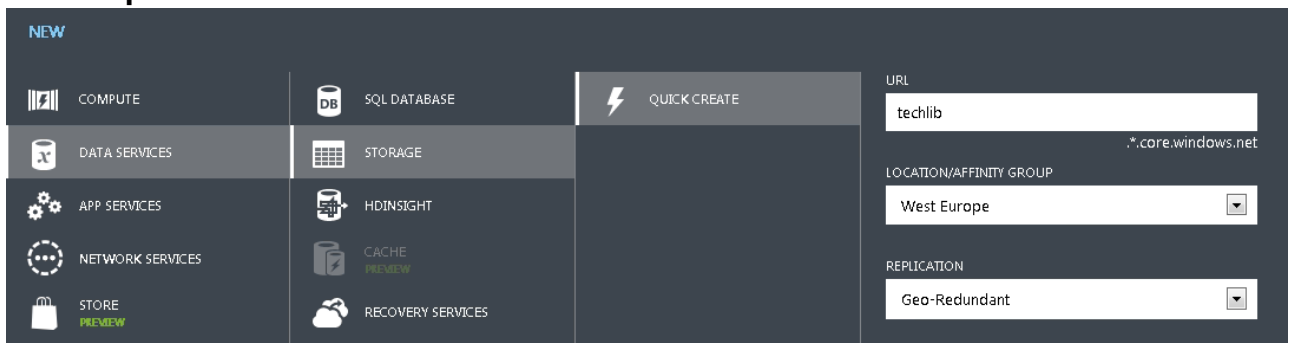 NEW
COMPUTE
DATA SERVICES
APP SERVICES
NETWORK SERVICES
STORE
PREVIEW
DB
SQL DATABASE
STORAGE
HDINSIGHT
CACHE
PREVIEW
RECOVERY SERVICES
QUICK CREATE
URL
techlib
.*.core.windows.net
LOCATION/AFFINITY GROUP
West Europe
REPLICATION
Geo-Redundant